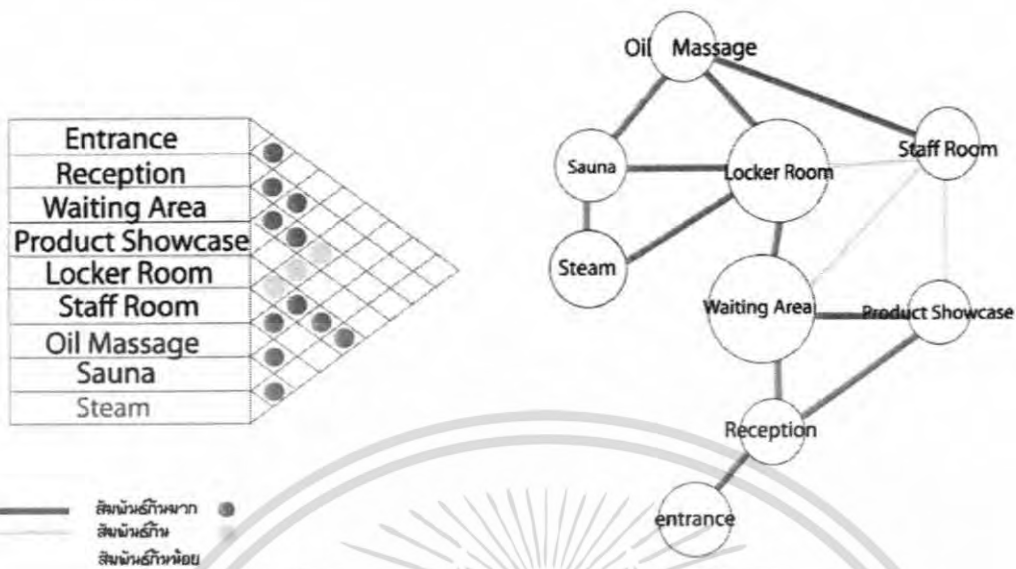 Entrance
Reception
Waiting Area
Product Showcase
Locker Room
Staff Room
Oil Massage
Sauna
Steam
สัมพันธ์กันมาก
สัมพันธ์กัน
สัมพันธ์กันน้อย
Oil Massage
Staff Room
Sauna
Locker Room
Steam
Waiting Area
Product Showcase
Reception
entrance